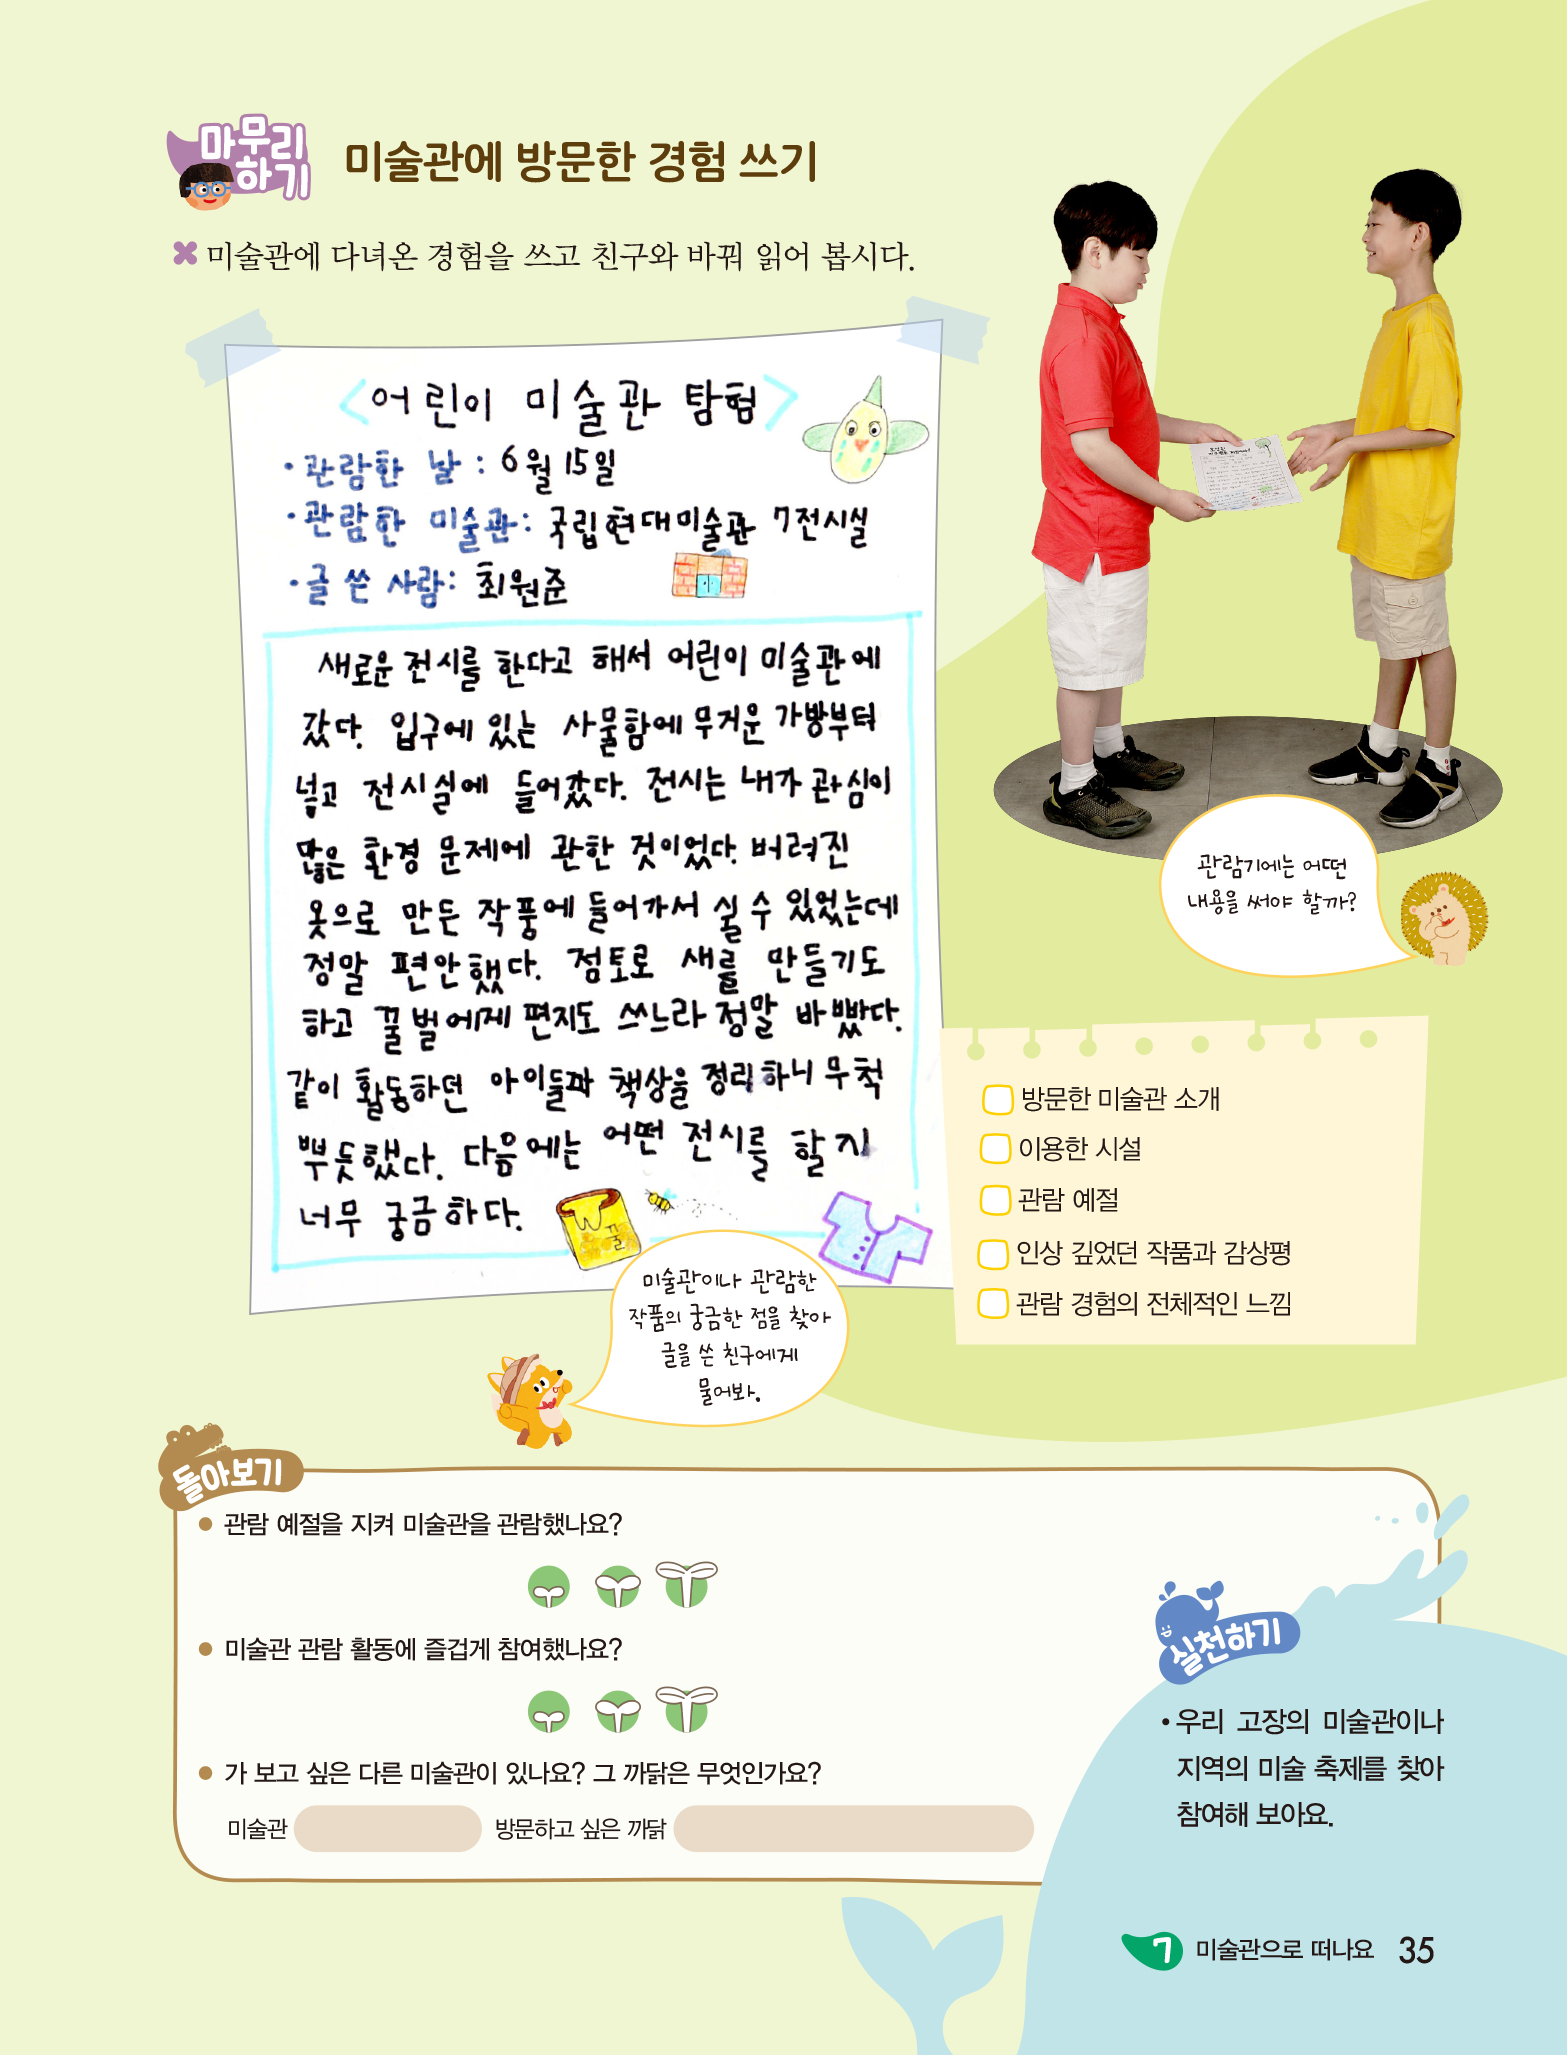 마무리
하기
미술관에 방문한 경험 쓰기
미술관에 다녀온 경험을 쓰고 친구와 바꿔 읽어 봅시다.
<어린이 미술관 탐험>
·관람한 날 : 6월 15일
·관람한 미술관: 국립현대미술관 7전시실
·글 쓴 사람: 최원준
새로운 전시를 한다고 해서 어린이 미술관에
갔다. 입구에 있는 사물함에 무거운 가방부터
넣고 전시실에 들어갔다. 전시는 내가 관심이
많은 환경 문제에 관한 것이었다. 버려진
옷으로 만든 작품에 들어가서 쉴 수 있었는데
정말 편안했다. 점토로 새를 만들기도
하고 꿀벌에게 편지도 쓰느라 정말 바빴다.
같이 활동하던 아이들과 책상을 정리하니 무척
뿌듯했다. 다음에는 어떤 전시를 할지
너무 궁금하다.
꿀
관람기에는 어떤
내용을 써야 할까?
방문한 미술관 소개
이용한 시설
관람 예절
인상 깊었던 작품과 감상평
관람 경험의 전체적인 느낌
미술관이나 관람한
작품의 궁금한 점을 찾아
글을 쓴 친구에게
물어봐.
돌아보기
관람 예절을 지켜 미술관을 관람했나요?
미술관 관람 활동에 즐겁게 참여했나요?
가 보고 싶은 다른 미술관이 있나요? 그 까닭은 무엇인가요?
미술관 방문하고 싶은 까닭
실천하기
• 우리 고장의 미술관이나
지역의 미술 축제를 찾아
참여해 보아요.
7 미술관으로 떠나요 35